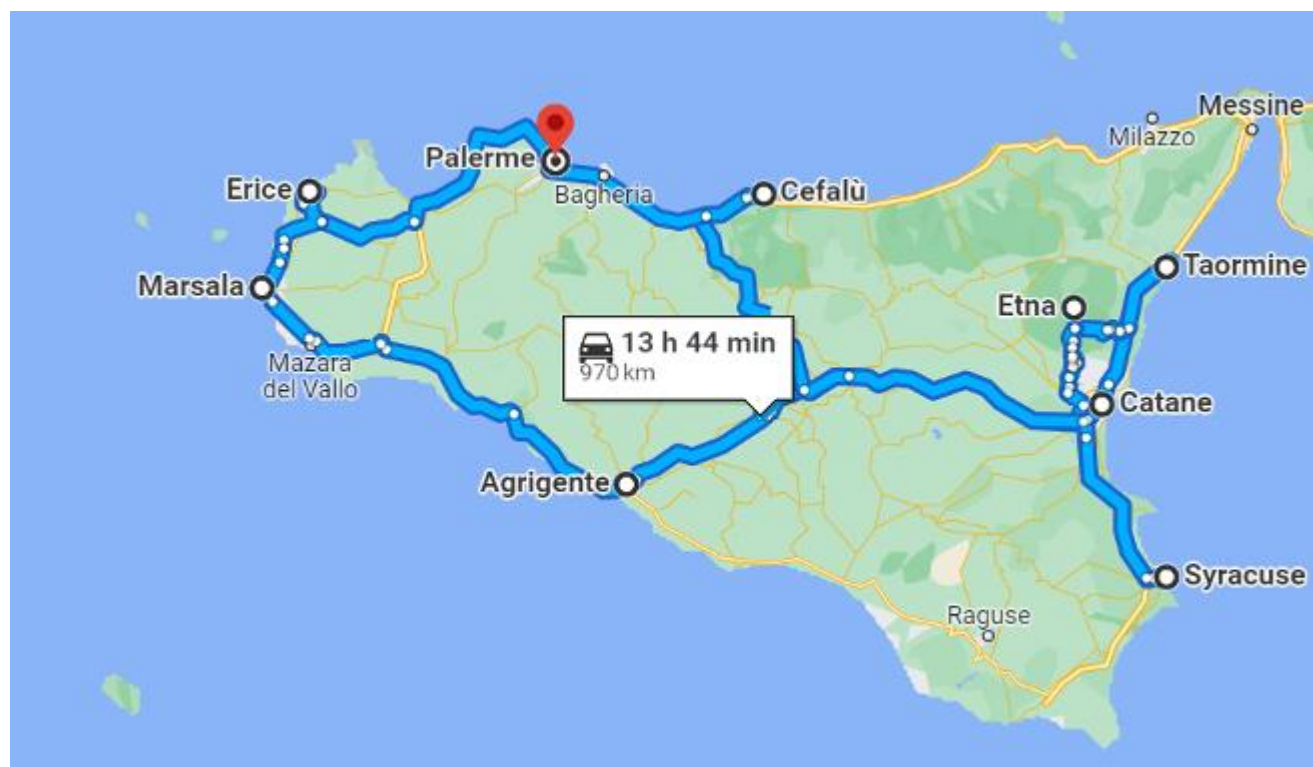 Messine
Milazzo
Palerme
Bagheria
Erice
Cefalù
Taormine
Marsala
Etna
13 h 44 min
970 km
Mazara
del Vallo
Catane
Agrigente
Syracuse
Raguse